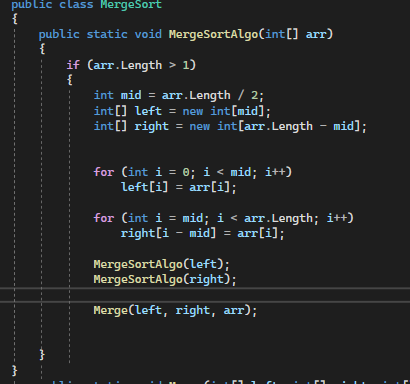 public class MergeSort
{
public static void MergeSortAlgo(int[] arr)
{
if (arr.Length > 1)
{
int mid = arr.Length / 2;
int[] left = new int[mid];
int[] right = new int[arr.Length - mid];
for (int i = 0; i < mid; i++)
left[i] = arr[i];
for (int i = mid; i < arr.Length; i++)
right[i - mid] = arr[i];
MergeSortAlgo(left);
MergeSortAlgo(right);
Merge(left, right, arr);
}
}